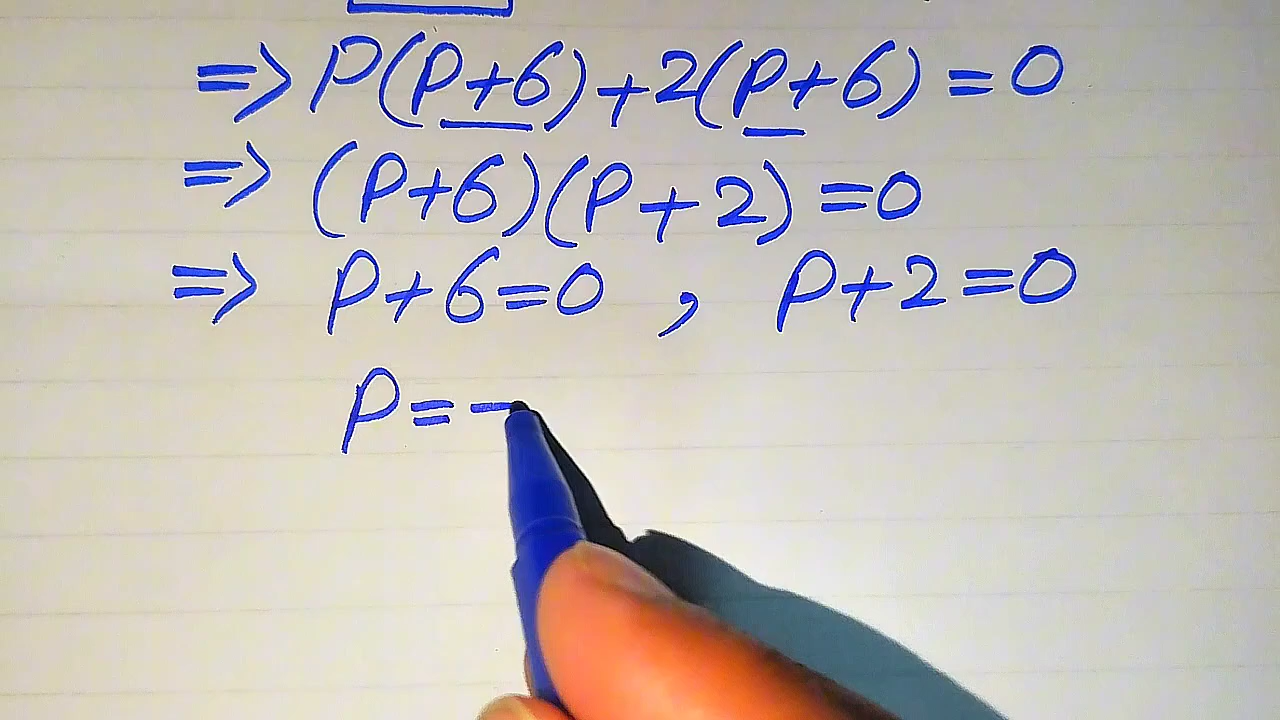 => P(P+6)+2(P+6)=0
=> (P+6)(P+2)=0
=> P+6=0 , P+2=0
P=-